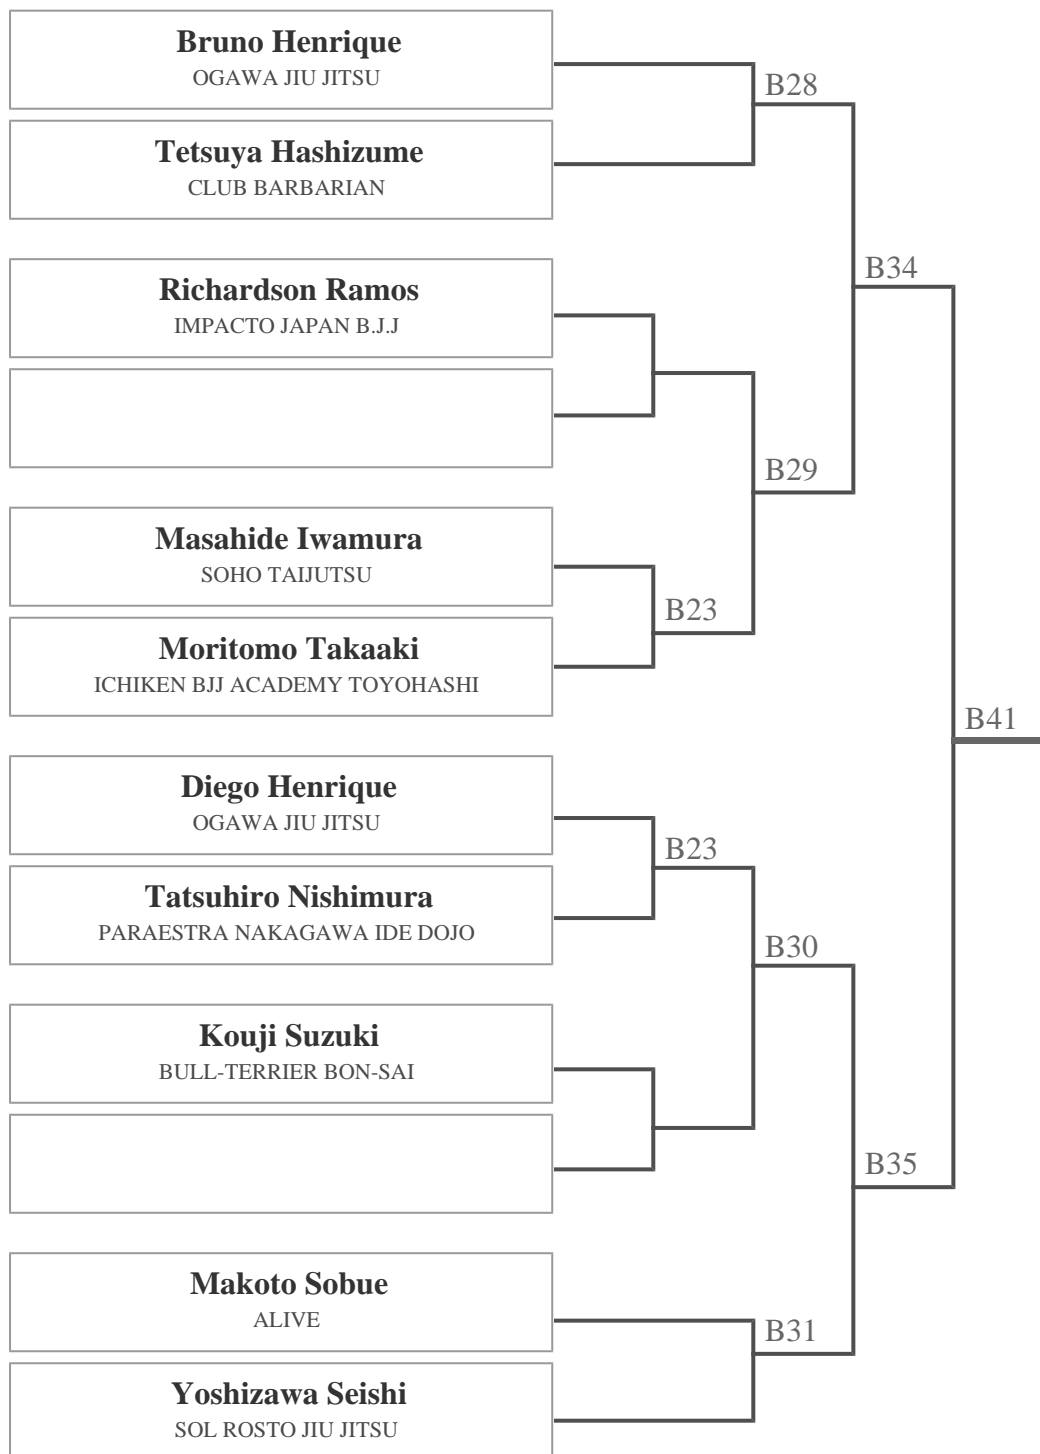 Bruno Henrique
OGAWA JIU JITSU
B28
Tetsuya Hashizume
CLUB BARBARIAN
B34
Richardson Ramos
IMPACTO JAPAN B.J.J
B29
Masahide Iwamura
SOHO TAIJUTSU
B23
Moritomo Takaaki
ICHIKEN BJJ ACADEMY TOYOHASHI
B41
Diego Henrique
OGAWA JIU JITSU
B23
Tatsuhiro Nishimura
PARAESTRA NAKAGAWA IDE DOJO
B30
Kouji Suzuki
BULL-TERRIER BON-SAI
B35
Makoto Sobue
ALIVE
B31
Yoshizawa Seishi
SOL ROSTO JIU JITSU